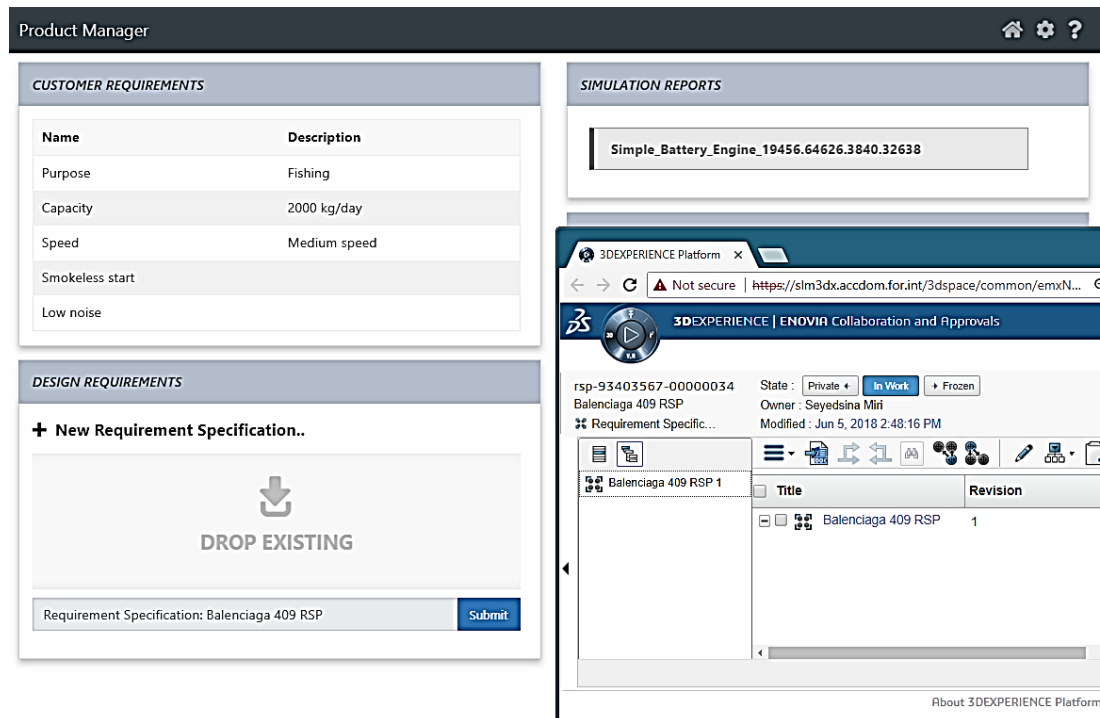 Product Manager
CUSTOMER REQUIREMENTS
Name Description
Purpose Fishing
Capacity 2000 kg/day
Speed Medium speed
Smokeless start
Low noise
DESIGN REQUIREMENTS
+ New Requirement Specification..
DROP EXISTING
Requirement Specification: Balenciaga 409 RSP Submit
SIMULATION REPORTS
Simple_Battery_Engine_19456.64626.3840.32638
3DEXPERIENCE Platform
Not secure | https://slm3dx.accdom.for.int/3dspace/common/emxN...
3DEXPERIENCE | ENOVIA Collaboration and Approvals
rsp-93403567-00000034
Balenciaga 409 RSP
Requirement Specific...
State : Private In Work Frozen
Owner : Seyedsina Miri
Modified : Jun 5, 2018 2:48:16 PM
Balenciaga 409 RSP 1
Title Revision
Balenciaga 409 RSP 1
About 3DEXPERIENCE Platform